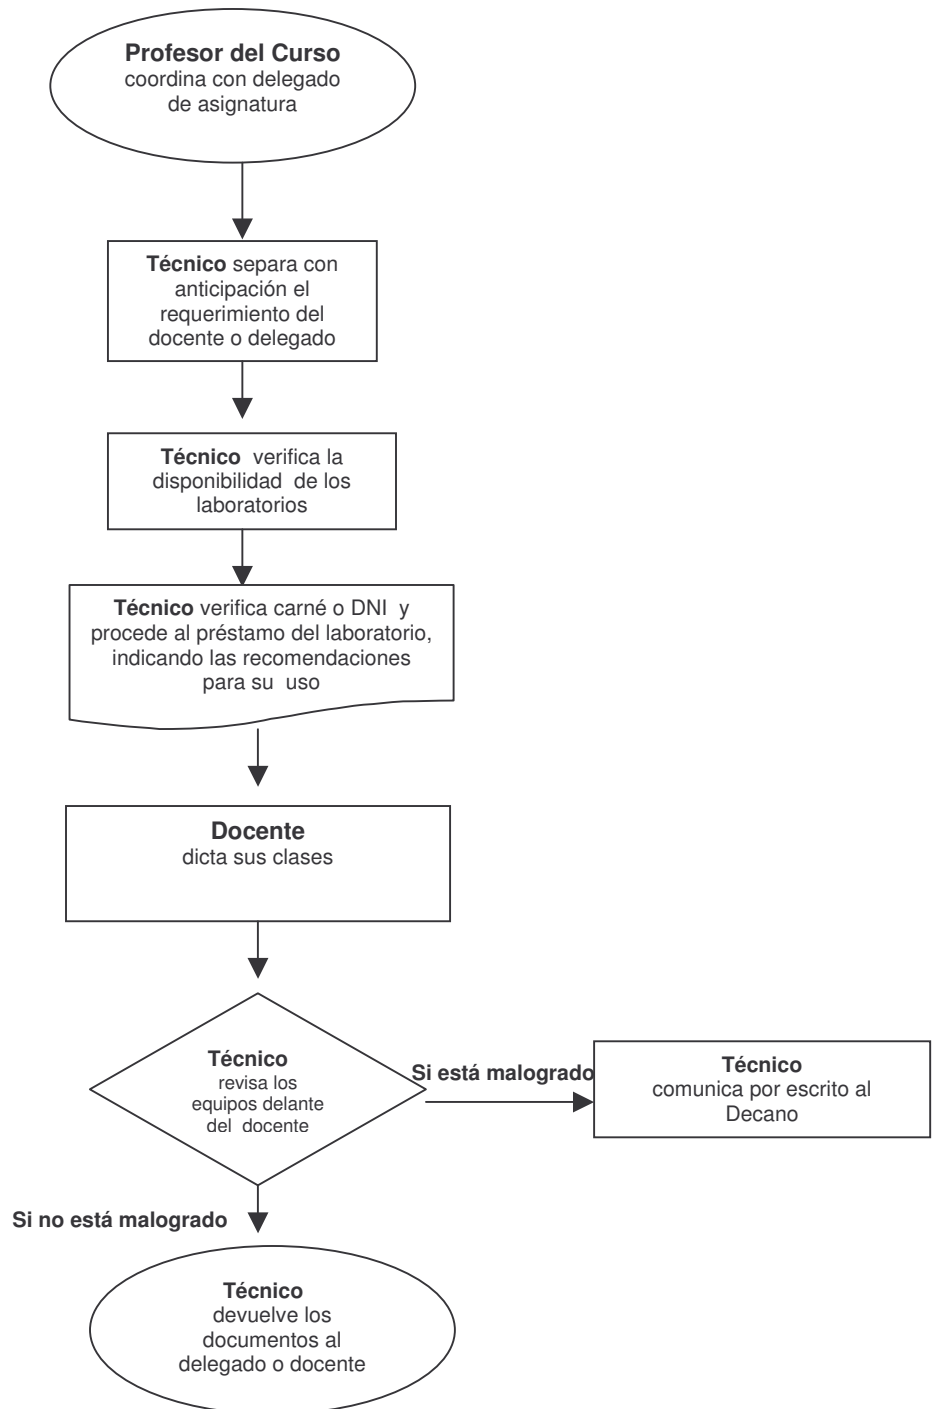 Profesor del Curso
coordina con delegado
de asignatura
Técnico separa con
anticipación el
requerimiento del
docente o delegado
Técnico verifica la
disponibilidad de los
laboratorios
Técnico verifica carné o DNI y
procede al préstamo del laboratorio,
indicando las recomendaciones
para su uso
Docente
dicta sus clases
Técnico
revisa los
equipos delante
del docente
Si está malogrado
Técnico
comunica por escrito al
Decano
Si no está malogrado
Técnico
devuelve los
documentos al
delegado o docente